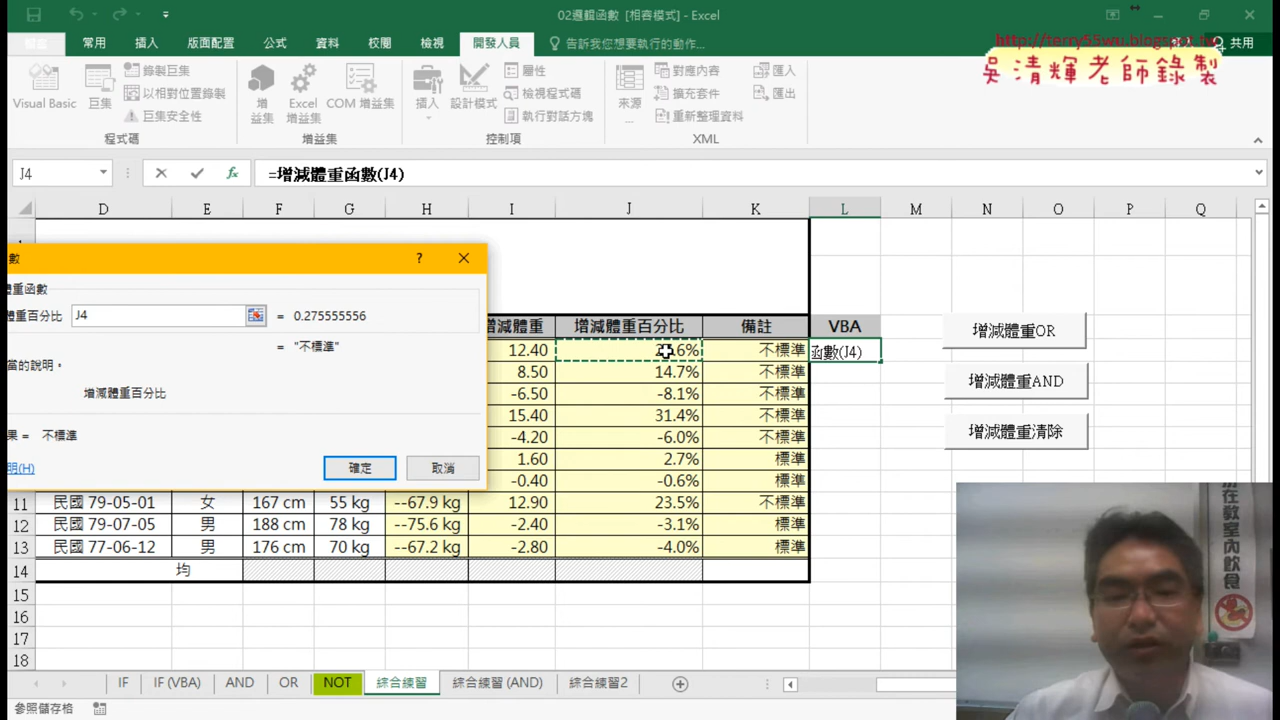 02邏輯函數 [相容模式] - Excel
http://terry55wu.blogspot.tw
吳清輝老師錄製
常用 插入 版面配置 公式 資料 校閱 檢視 開發人員 告訴我您想要執行的動作... 共用
Visual Basic 巨集 錄製巨集 以相對位置錄製 巨集安全性
增益集 Excel 增益集 COM 增益集
插入 設計模式 屬性 檢視程式碼 執行對話方塊
來源 對應內容 擴充套件 重新整理資料 匯入 匯出
程式碼 增益集 控制項 XML
J4 fx =增減體重函數(J4)
D E F G H I J K L M N O P Q
數 ? ×
體重函數
體重百分比 J4 = 0.275555556
= "不標準"
當的說明。
增減體重百分比
果 = 不標準
明(H) 確定 取消
增減體重 增減體重百分比 備註 VBA
12.40 不標準 函數(J4)
8.50 14.7% 不標準
-6.50 -8.1% 不標準
15.40 31.4% 不標準
-4.20 -6.0% 不標準
1.60 2.7% 標準
-0.40 -0.6% 標準
11 民國 79-05-01 女 167 cm 55 kg --67.9 kg 12.90 23.5% 不標準
12 民國 79-07-05 男 188 cm 78 kg --75.6 kg -2.40 -3.1% 標準
13 民國 77-06-12 男 176 cm 70 kg --67.2 kg -2.80 -4.0% 標準
14 均
15
16
17
18
增減體重OR
增減體重AND
增減體重清除
所在教室內飲食
IF IF (VBA) AND OR NOT 綜合練習 綜合練習 (AND) 綜合練習2
參照儲存格